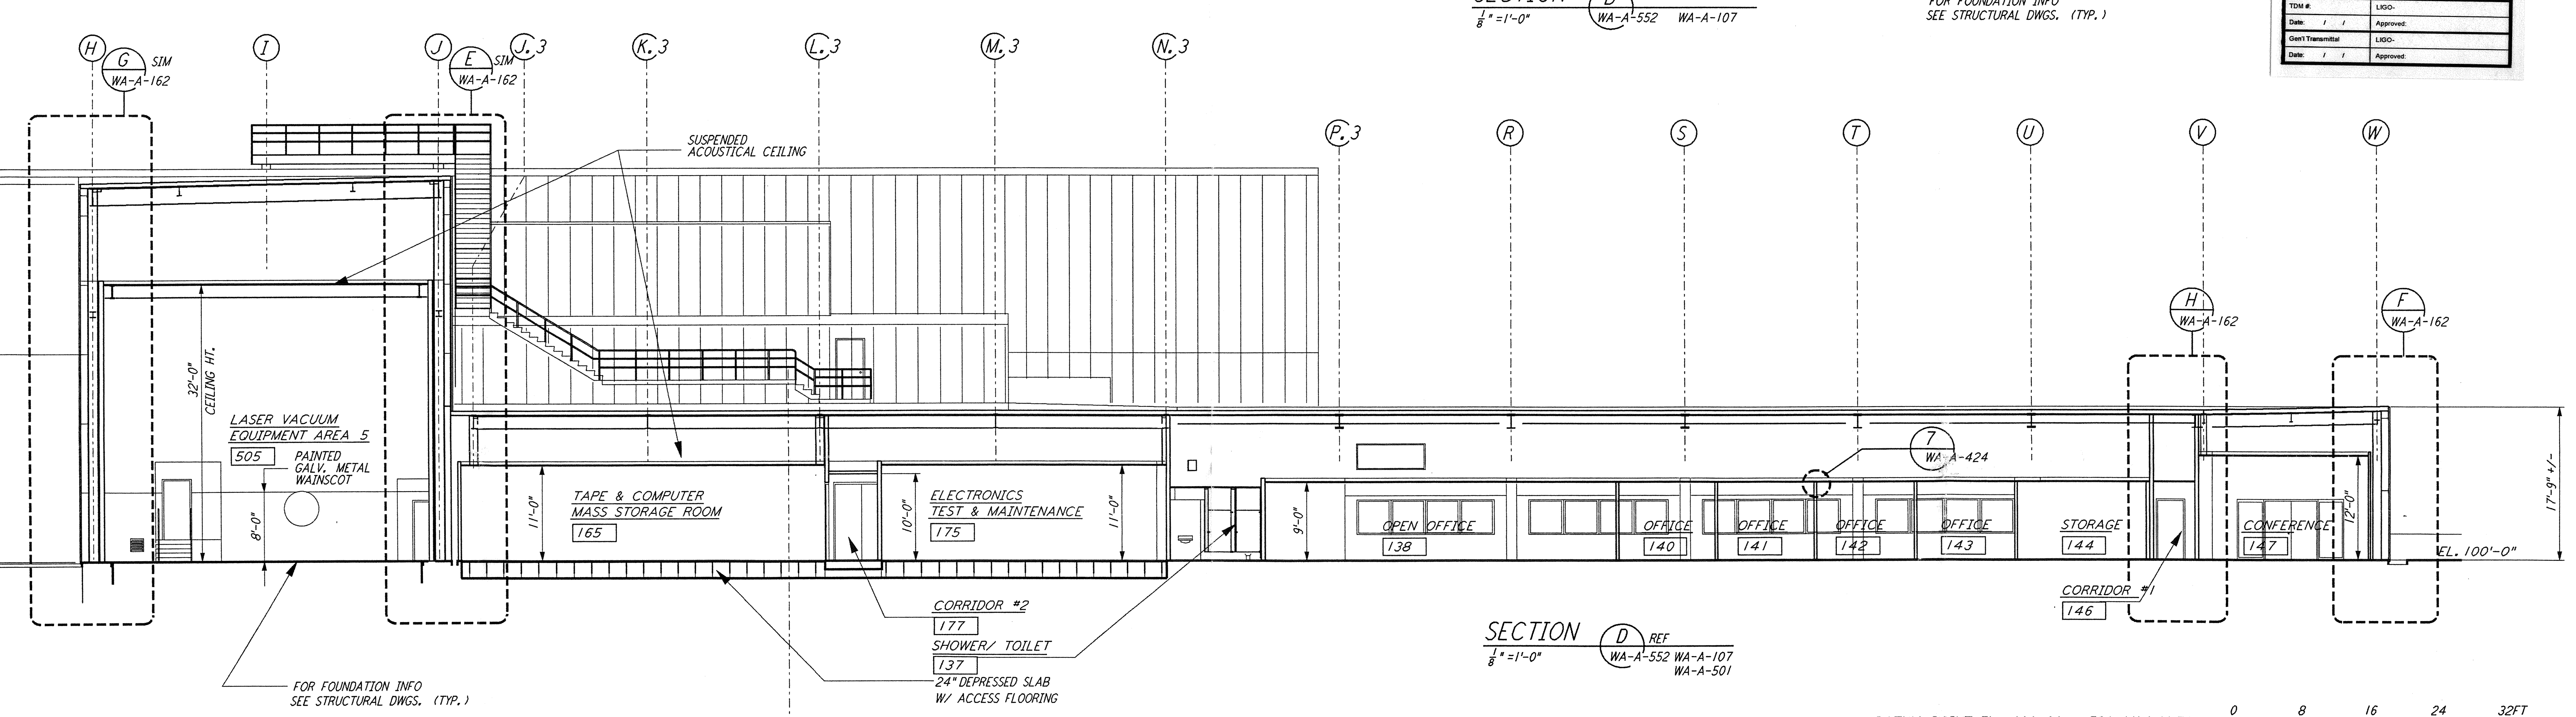 SECTION D
1/8"=1'-0" WA-A-552 WA-A-107
SEE STRUCTURAL DWGS. (TYP.)
TDM #: LIGO-
Date: / / Approved:
Gen'l Transmittal LIGO-
Date: / / Approved:
H
G SIM
WA-A-162
I
J
E SIM
WA-A-162
J.3
K.3
L.3
M.3
N.3
P.3
R
S
T
U
V
W
SUSPENDED
ACOUSTICAL CEILING
H
WA-A-162
F
WA-A-162
32'-0"
CEILING HT.
LASER VACUUM
EQUIPMENT AREA 5
505
PAINTED
GALV. METAL
WAINSCOT
8'-0"
11'-0"
TAPE & COMPUTER
MASS STORAGE ROOM
165
10'-0"
ELECTRONICS
TEST & MAINTENANCE
175
11'-0"
7
WA-A-424
9'-0"
OPEN OFFICE
138
OFFICE
140
OFFICE
141
OFFICE
142
OFFICE
143
STORAGE
144
CONFERENCE
147
12'-0"
17'-9" +/-
EL. 100'-0"
CORRIDOR #1
146
CORRIDOR #2
177
SHOWER/ TOILET
137
24" DEPRESSED SLAB
W/ ACCESS FLOORING
FOR FOUNDATION INFO
SEE STRUCTURAL DWGS. (TYP.)
SECTION D REF
1/8"=1'-0" WA-A-552 WA-A-107
WA-A-501
0 8 16 24 32FT